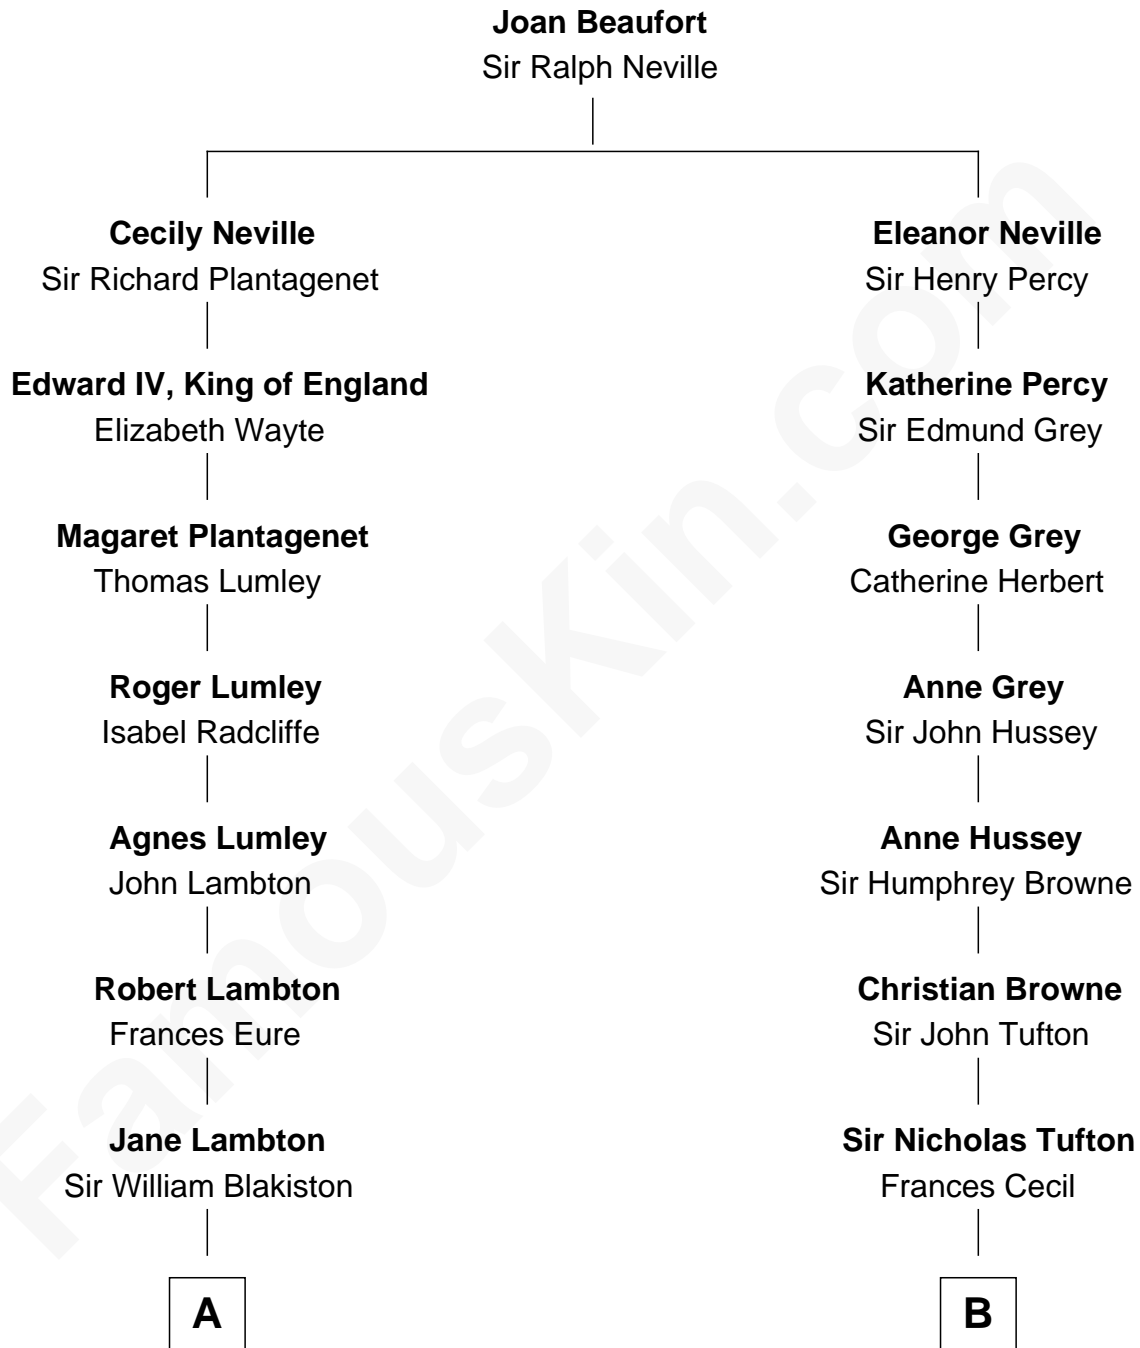 Joan Beaufort
Sir Ralph Neville
Cecily Neville
Sir Richard Plantagenet
Edward IV, King of England
Elizabeth Wayte
Magaret Plantagenet
Thomas Lumley
Roger Lumley
Isabel Radcliffe
Agnes Lumley
John Lambton
Robert Lambton
Frances Eure
Jane Lambton
Sir William Blakiston
A
Eleanor Neville
Sir Henry Percy
Katherine Percy
Sir Edmund Grey
George Grey
Catherine Herbert
Anne Grey
Sir John Hussey
Anne Hussey
Sir Humphrey Browne
Christian Browne
Sir John Tufton
Sir Nicholas Tufton
Frances Cecil
B
FamousKin.com